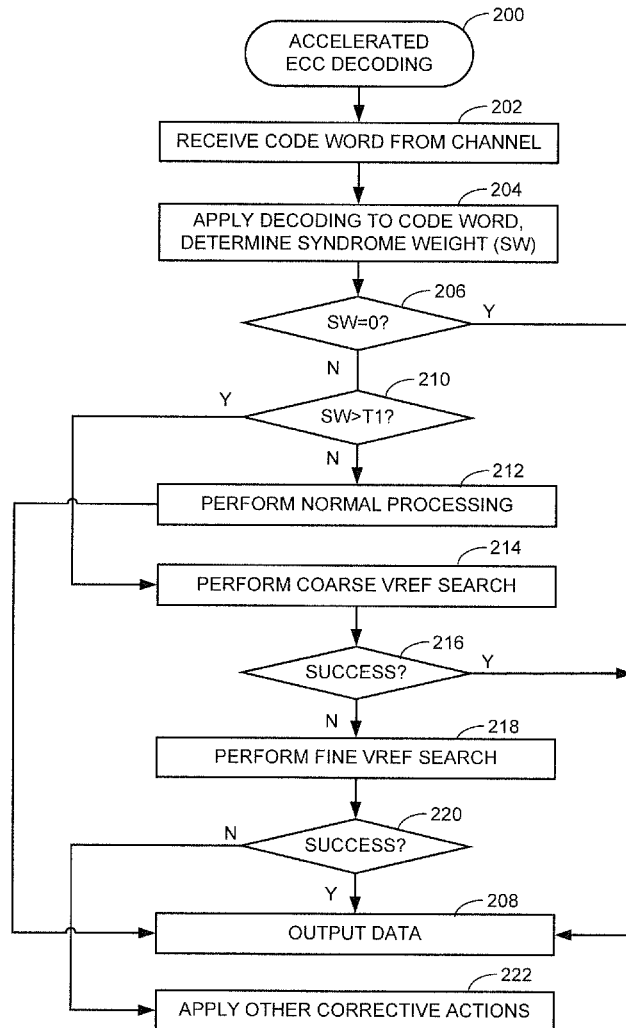 200
ACCELERATED
ECC DECODING
202
RECEIVE CODE WORD FROM CHANNEL
204
APPLY DECODING TO CODE WORD,
DETERMINE SYNDROME WEIGHT (SW)
206
SW=0?
Y
N
210
Y
SW>T1?
N
212
PERFORM NORMAL PROCESSING
214
PERFORM COARSE VREF SEARCH
216
SUCCESS?
Y
N
218
PERFORM FINE VREF SEARCH
220
N
SUCCESS?
Y
208
OUTPUT DATA
222
APPLY OTHER CORRECTIVE ACTIONS